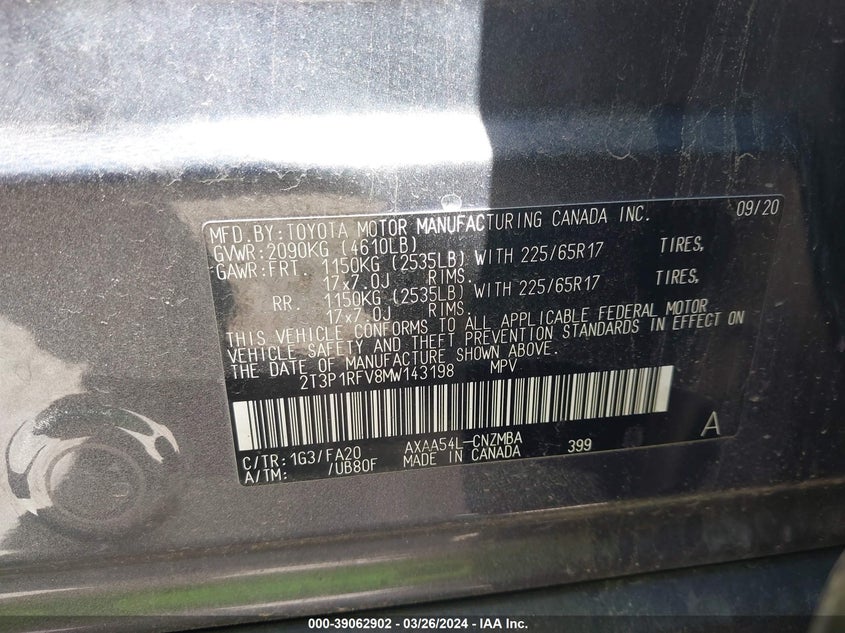 MFD.BY:TOYOTA MOTOR MANUFACTURING CANADA INC. 09/20
GVWR:2090KG (4610LB)
GAWR:FRT. 1150KG (2535LB) WITH 225/65R17 TIRES,
17x7.0J RIMS.
RR. 1150KG (2535LB) WITH 225/65R17 TIRES,
17x7.0J RIMS.
THIS VEHICLE CONFORMS TO ALL APPLICABLE FEDERAL MOTOR
VEHICLE SAFETY AND THEFT PREVENTION STANDARDS IN EFFECT ON
THE DATE OF MANUFACTURE SHOWN ABOVE.
2T3P1RFV8MW143198 MPV
C/TR:1G3/FA20 AXAA54L-CNZMBA 399 A
A/TM: /UB80F MADE IN CANADA
000-39062902 - 03/26/2024 - IAA Inc.